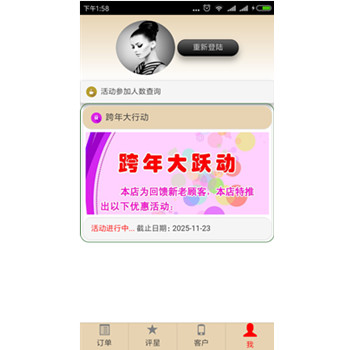 下午1:58
重新登陆
活动参加人数查询
跨年大行动
跨年大跃动
本店为回馈新老顾客，本店特推
出以下优惠活动
活动进行中... 截止日期：2025-11-23
订单
评星
客户
我